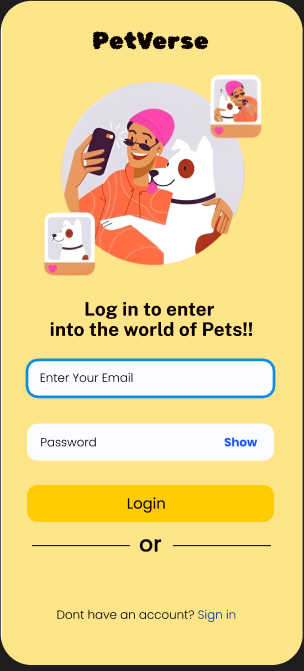 PetVerse
Log in to enter
into the world of Pets!!
Enter Your Email
Password Show
Login
or
Dont have an account? Sign in